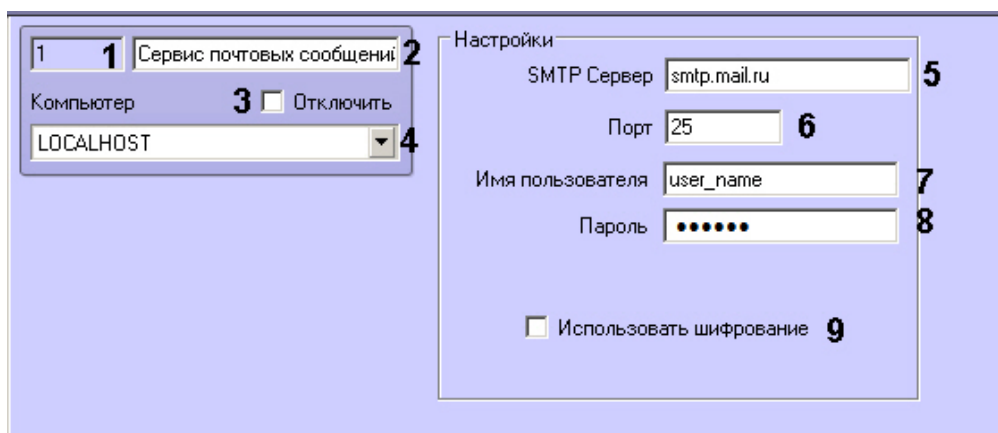 1 1 Сервис почтовых сообщений 2
Компьютер 3 Отключить
LOCALHOST 4
Настройки
SMTP Сервер smtp.mail.ru 5
Порт 25 6
Имя пользователя user_name 7
Пароль •••••• 8
Использовать шифрование 9